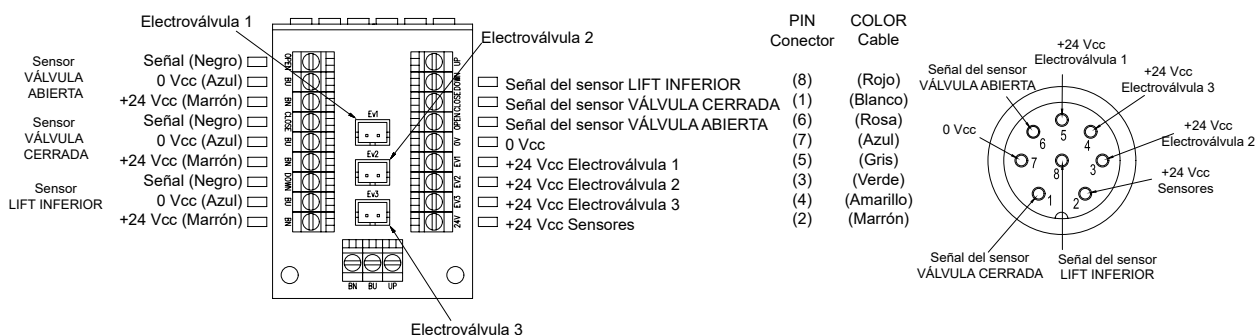 Electroválvula 1
Electroválvula 2
Electroválvula 3
Sensor
VÁLVULA
ABIERTA
Señal (Negro)
0 Vcc (Azul)
+24 Vcc (Marrón)
Sensor
VÁLVULA
CERRADA
Señal (Negro)
0 Vcc (Azul)
+24 Vcc (Marrón)
Sensor
LIFT INFERIOR
Señal (Negro)
0 Vcc (Azul)
+24 Vcc (Marrón)
OPEN
BU
BN
CLOSE
BU
BN
DOWN
BU
BN
Ev1
Ev2
Ev3
BN BU UP
UP
DOWN
CLOSE
OPEN
0V
EV1
EV2
EV3
24V
PIN
Conector
COLOR
Cable
Señal del sensor LIFT INFERIOR (8) (Rojo)
Señal del sensor VÁLVULA CERRADA (1) (Blanco)
Señal del sensor VÁLVULA ABIERTA (6) (Rosa)
0 Vcc (7) (Azul)
+24 Vcc Electroválvula 1 (5) (Gris)
+24 Vcc Electroválvula 2 (3) (Verde)
+24 Vcc Electroválvula 3 (4) (Amarillo)
+24 Vcc Sensores (2) (Marrón)
+24 Vcc
Electroválvula 1
Señal del sensor
VÁLVULA ABIERTA
+24 Vcc
Electroválvula 3
0 Vcc
+24 Vcc
Electroválvula 2
+24 Vcc
Sensores
5
6
4
7
8
3
1
2
Señal del sensor
VÁLVULA CERRADA
Señal del sensor
LIFT INFERIOR